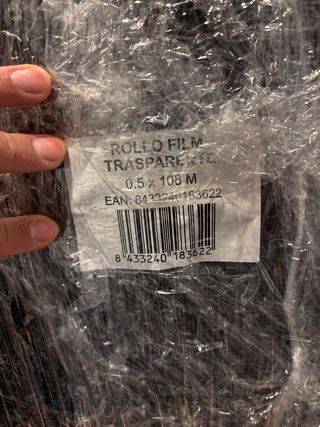 ROLLO FILM
TRASPARENTE
0.5 x 108 M
EAN: 8433240183622
8 433240 183622